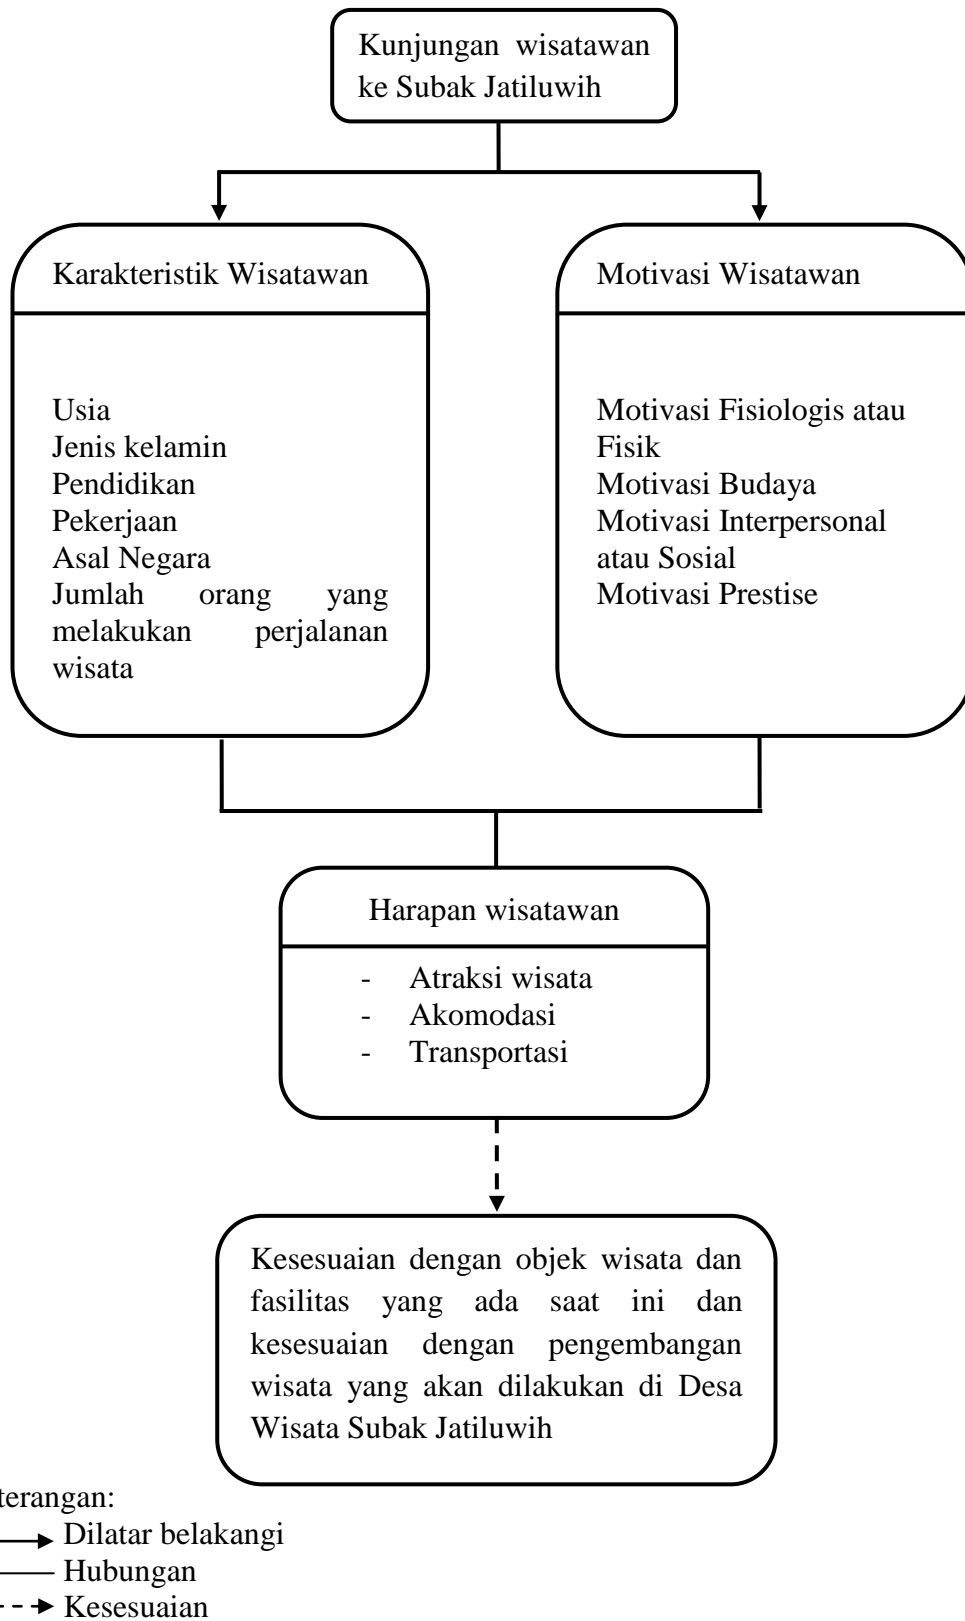 Kunjungan wisatawan
ke Subak Jatiluwih
Karakteristik Wisatawan
Usia
Jenis kelamin
Pendidikan
Pekerjaan
Asal Negara
Jumlah orang yang
melakukan perjalanan
wisata
Motivasi Wisatawan
Motivasi Fisiologis atau
Fisik
Motivasi Budaya
Motivasi Interpersonal
atau Sosial
Motivasi Prestise
Harapan wisatawan
- Atraksi wisata
- Akomodasi
- Transportasi
Kesesuaian dengan objek wisata dan
fasilitas yang ada saat ini dan
kesesuaian dengan pengembangan
wisata yang akan dilakukan di Desa
Wisata Subak Jatiluwih
terangan:
Dilatar belakangi
Hubungan
Kesesuaian